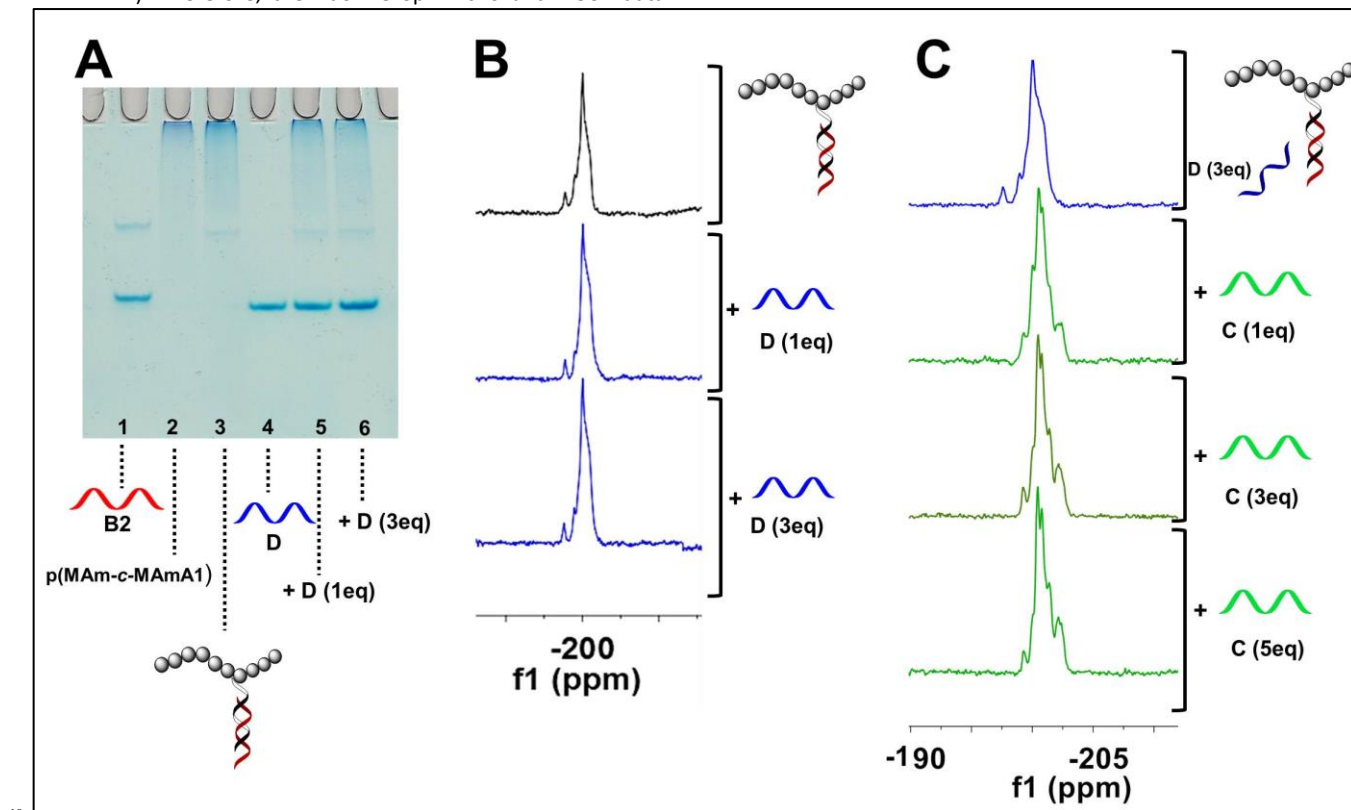 A
1 2 3 4 5 6
B2
D
+ D (3eq)
p(MAm-c-MAmA1)
+ D (1eq)
B
+
D (1eq)
+
D (3eq)
-200
f1 (ppm)
C
D (3eq)
+
C (1eq)
+
C (3eq)
+
C (5eq)
-190 -205
f1 (ppm)